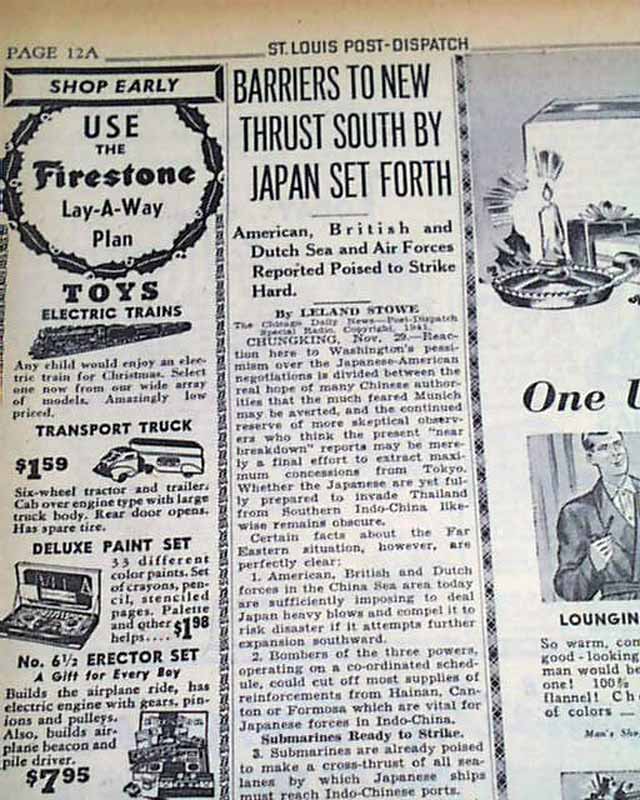 PAGE 12A
ST. LOUIS POST-DISPATCH
SHOP EARLY
USE
THE
Firestone
Lay-A-Way
Plan
TOYS
ELECTRIC TRAINS
Any child would enjoy an elec-
tric train for Christmas. Select
one now from our wide array
of models. Amazingly low
priced.
TRANSPORT TRUCK
$1 59
Six-wheel tractor and trailer.
Cab over engine type with large
truck body. Rear door opens.
Has spare tire.
DELUXE PAINT SET
33 different
color paints. Set
of crayons, pen-
cil, stenciled
pages. Palette
and other
helps.... $1 98
No. 6½ ERECTOR SET
A Gift for Every Boy
Builds the airplane ride, has
electric engine with gears, pin-
ions and pulleys.
Also, builds air-
plane beacon and
pile driver.
$7 95
BARRIERS TO NEW
THRUST SOUTH BY
JAPAN SET FORTH
American, British and
Dutch Sea and Air Forces
Reported Poised to Strike
Hard.
By LELAND STOWE
The Chicago Daily News—Post-Dispatch
Special Radio. Copyright, 1941.
CHUNGKING, Nov. 29.—Reac-
tion here to Washington's pessi-
mism over the Japanese-American
negotiations is divided between the
real hope of many Chinese author-
ities that the much feared Munich
may be averted, and the continued
reserve of more skeptical observ-
ers who think the present "near
breakdown" reports may be mere-
ly a final effort to extract maxi-
mum concessions from Tokyo.
Whether the Japanese are yet ful-
ly prepared to invade Thailand
from Southern Indo-China like-
wise remains obscure.
Certain facts about the Far
Eastern situation, however, are
perfectly clear:
1. American, British and Dutch
forces in the China Sea area today
are sufficiently imposing to deal
Japan heavy blows and compel it to
risk disaster if it attempts further
expansion southward.
2. Bombers of the three powers,
operating on a co-ordinated sched-
ule, could cut off most supplies of
reinforcements from Hainan, Can-
ton or Formosa which are vital for
Japanese forces in Indo-China.
Submarines Ready to Strike.
3. Submarines are already poised
to make a cross-thrust of all sea-
lanes by which Japanese ships
must reach Indo-Chinese ports.
One
LOUNGIN
So warm, con
good-lookin
man would be
one! 100%
flannel! Ch
of colors
Man's Sho